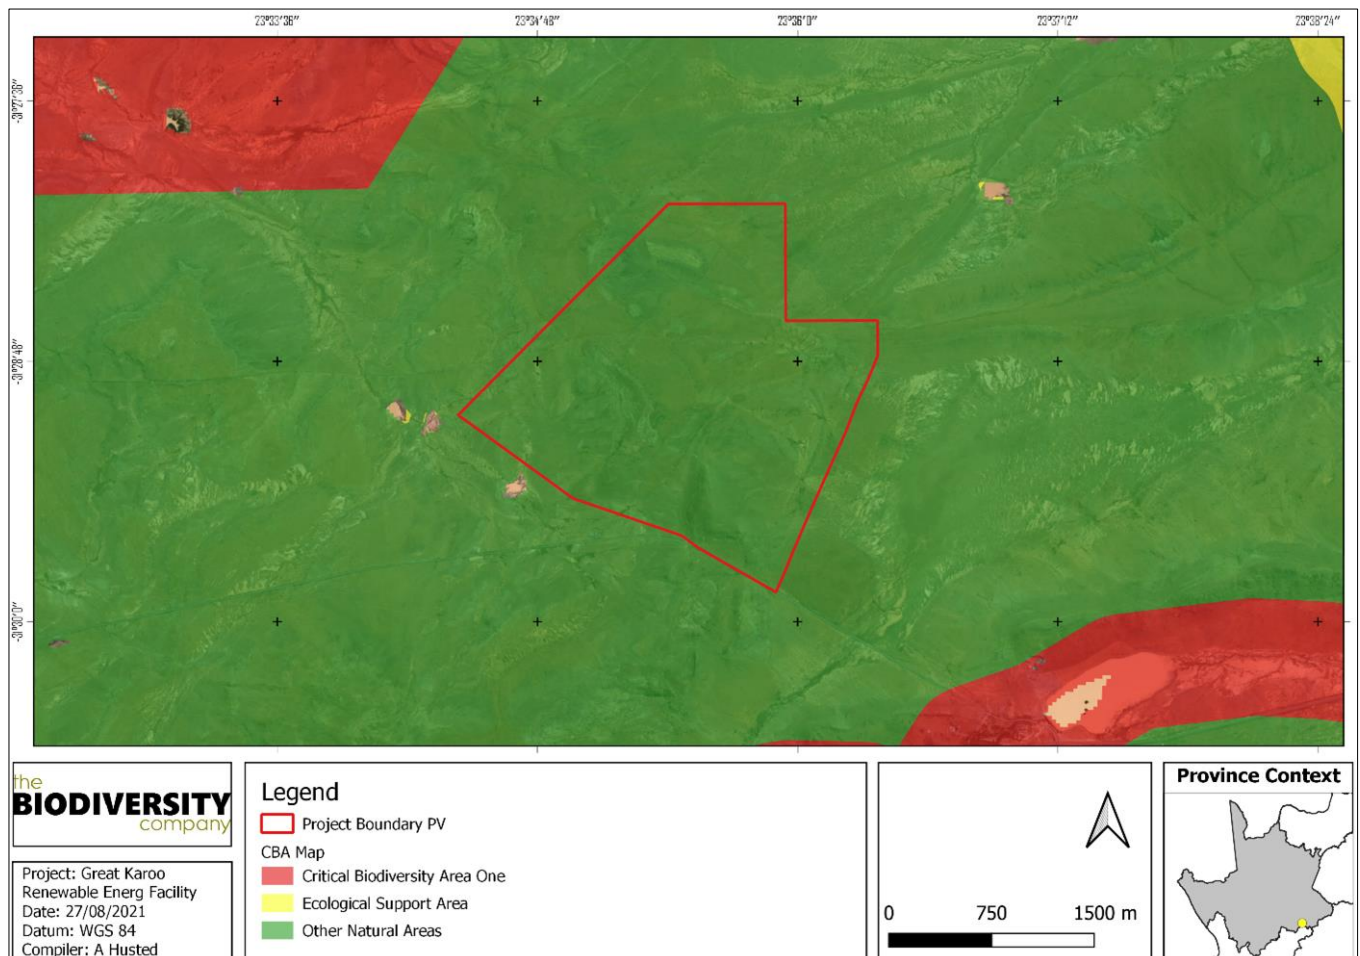 23°33'36"
23°34'48"
23°36'0"
23°37'12"
23°38'24"
-31°27'36"
-31°28'48"
-31°30'0"
the
BIODIVERSITY
company
Project: Great Karoo
Renewable Energ Facility
Date: 27/08/2021
Datum: WGS 84
Compiler: A Husted
Legend
Project Boundary PV
CBA Map
Critical Biodiversity Area One
Ecological Support Area
Other Natural Areas
0 750 1500 m
Province Context